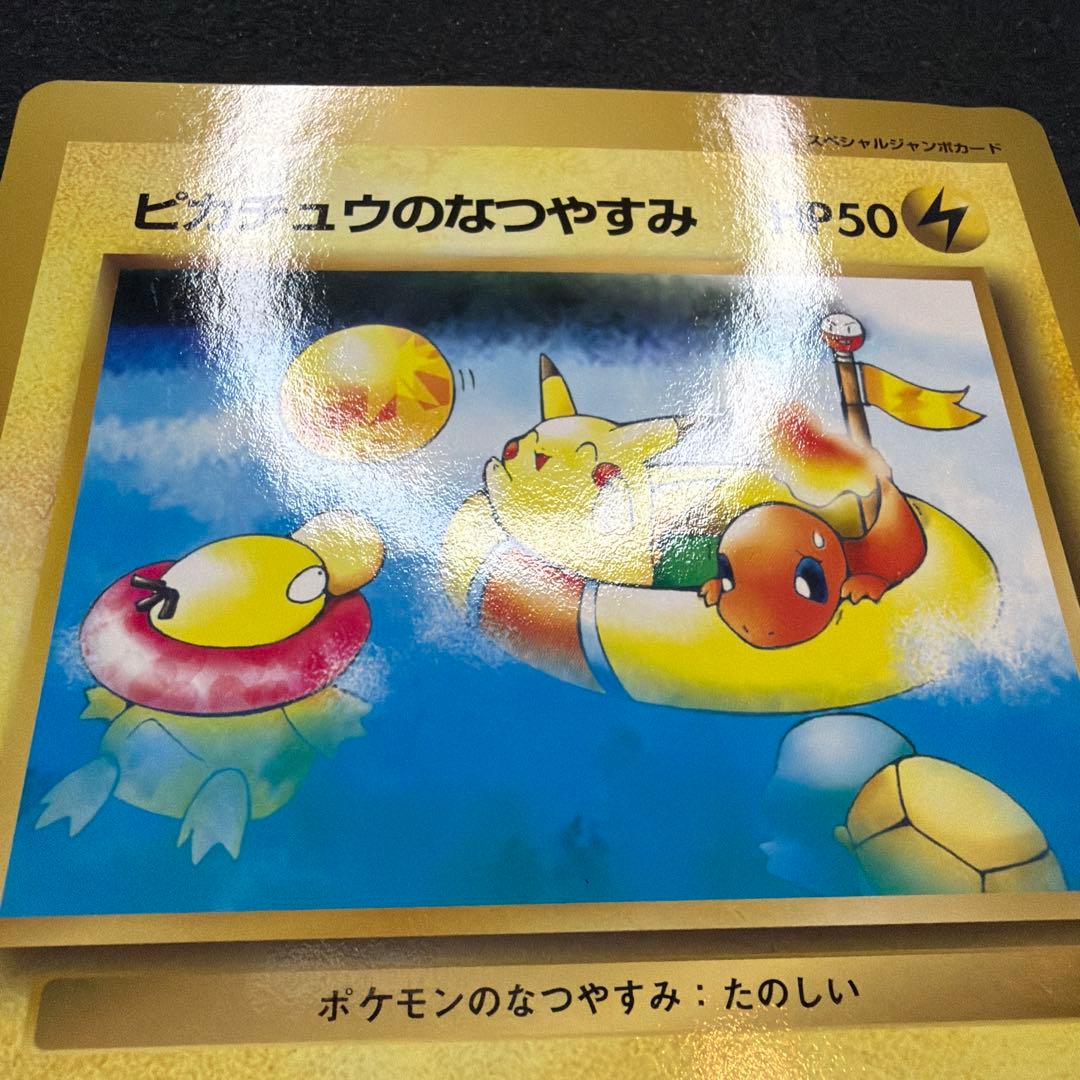 スペシャルジャンボカード
ピカチュウのなつやすみ HP50
ポケモンのなつやすみ：たのしい